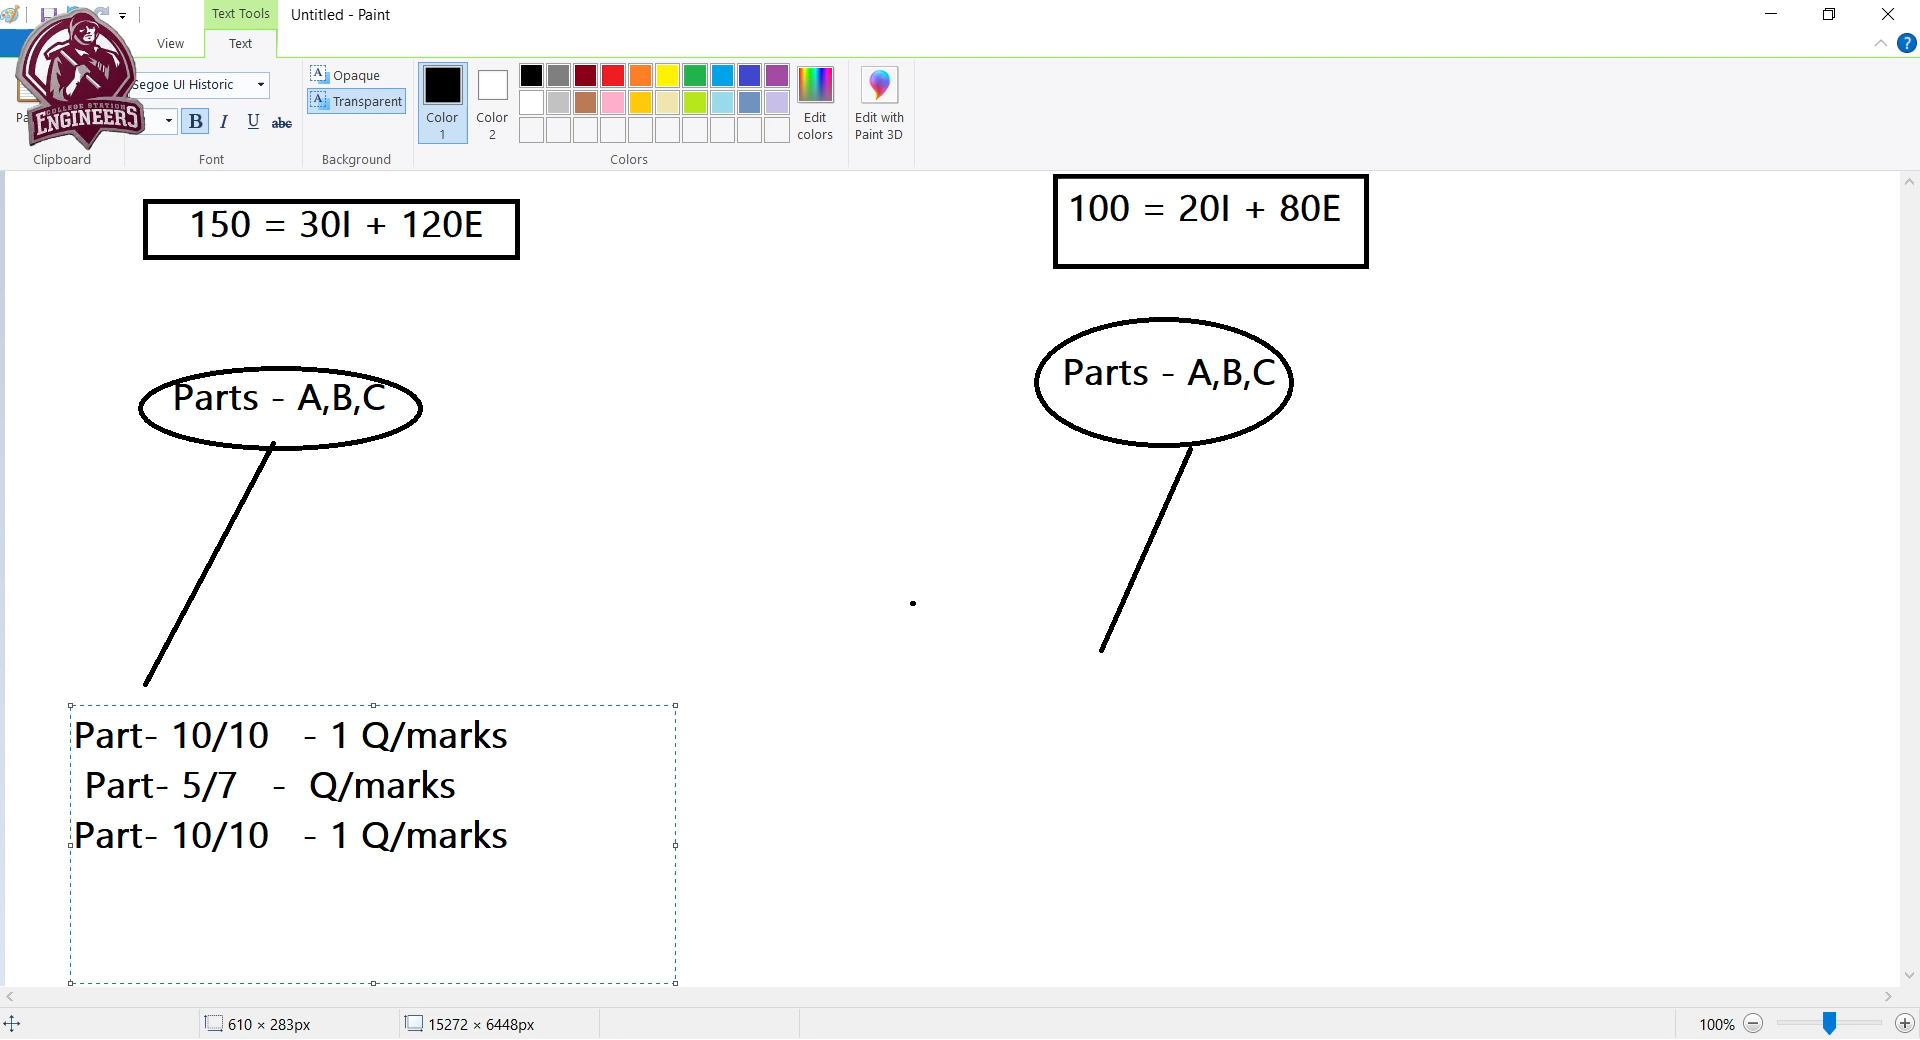 Text Tools
Untitled - Paint
View
Text
Segoe UI Historic
B I U abc
Clipboard
Font
Opaque
Transparent
Background
Color 1
Color 2
Edit colors
Colors
Edit with Paint 3D
COLLEGE STATION
ENGINEERS
150 = 30I + 120E
100 = 20I + 80E
Parts - A,B,C
Parts - A,B,C
Part- 10/10 - 1 Q/marks
Part- 5/7 - Q/marks
Part- 10/10 - 1 Q/marks
610 × 283px
15272 × 6448px
100%